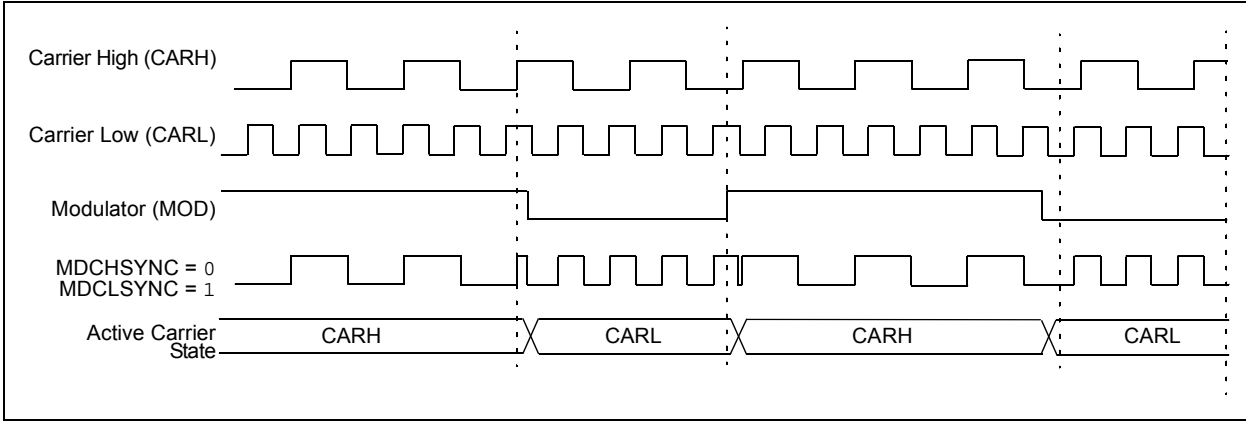 Carrier High (CARH)
Carrier Low (CARL)
Modulator (MOD)
MDCHSYNC = 0
MDCLSYNC = 1
Active Carrier
State
CARH
CARL
CARH
CARL